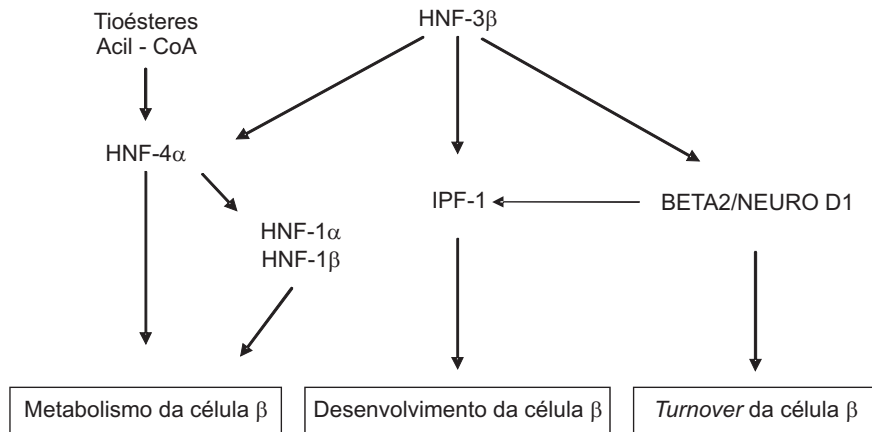 Tioésteres
Acil - CoA
HNF-3β
HNF-4α
IPF-1
BETA2/NEURO D1
HNF-1α
HNF-1β
Metabolismo da célula β
Desenvolvimento da célula β
Turnover da célula β